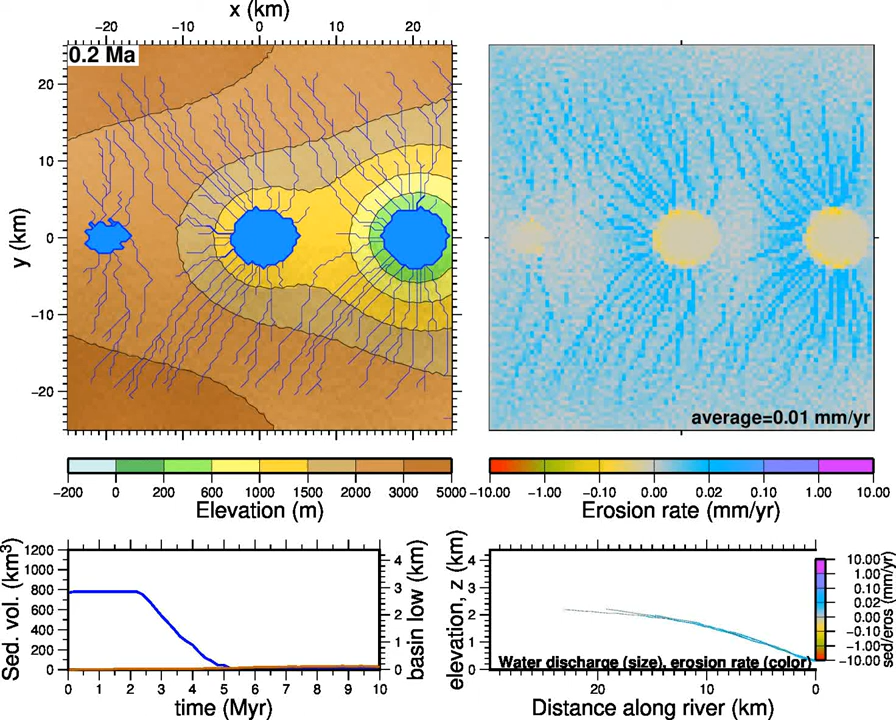 x (km)
−20 −10 0 10 20
0.2 Ma
y (km)
20
10
0
−10
−20
average=0.01 mm/yr
−200 0 200 600 1000 1500 2000 3000 5000
Elevation (m)
−10.00 −1.00 −0.10 0.00 0.02 0.10 1.00 10.00
Erosion rate (mm/yr)
Sed. vol. (km³)
1200
1000
800
600
400
200
0
0 1 2 3 4 5 6 7 8 9 10
time (Myr)
4
3
2
1
0
basin low (km)
elevation, z (km)
4
3
2
1
0
Water discharge (size), erosion rate (color)
20 10 0
Distance along river (km)
10.00
1.00
0.10
0.02
0.00
−0.10
−1.00
−10.00
sed/eros (mm/yr)